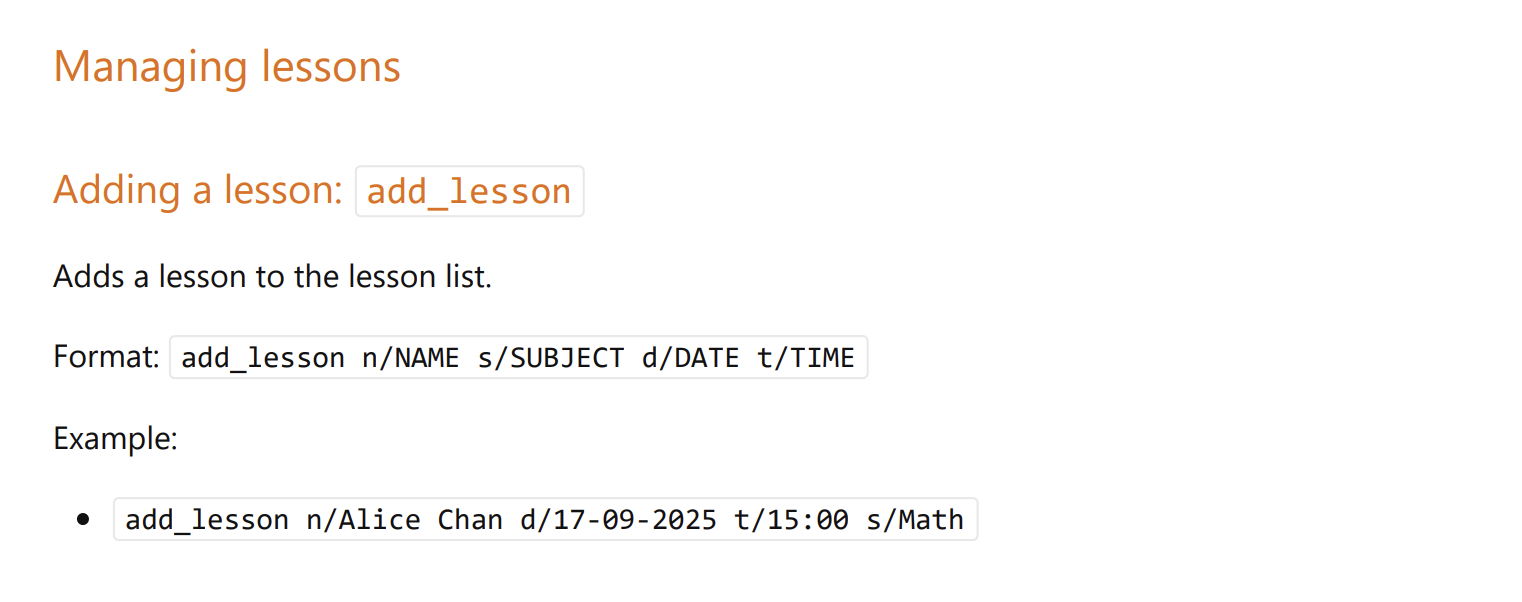 Managing lessons
Adding a lesson: add_lesson
Adds a lesson to the lesson list.
Format: add_lesson n/NAME s/SUBJECT d/DATE t/TIME
Example:
add_lesson n/Alice Chan d/17-09-2025 t/15:00 s/Math